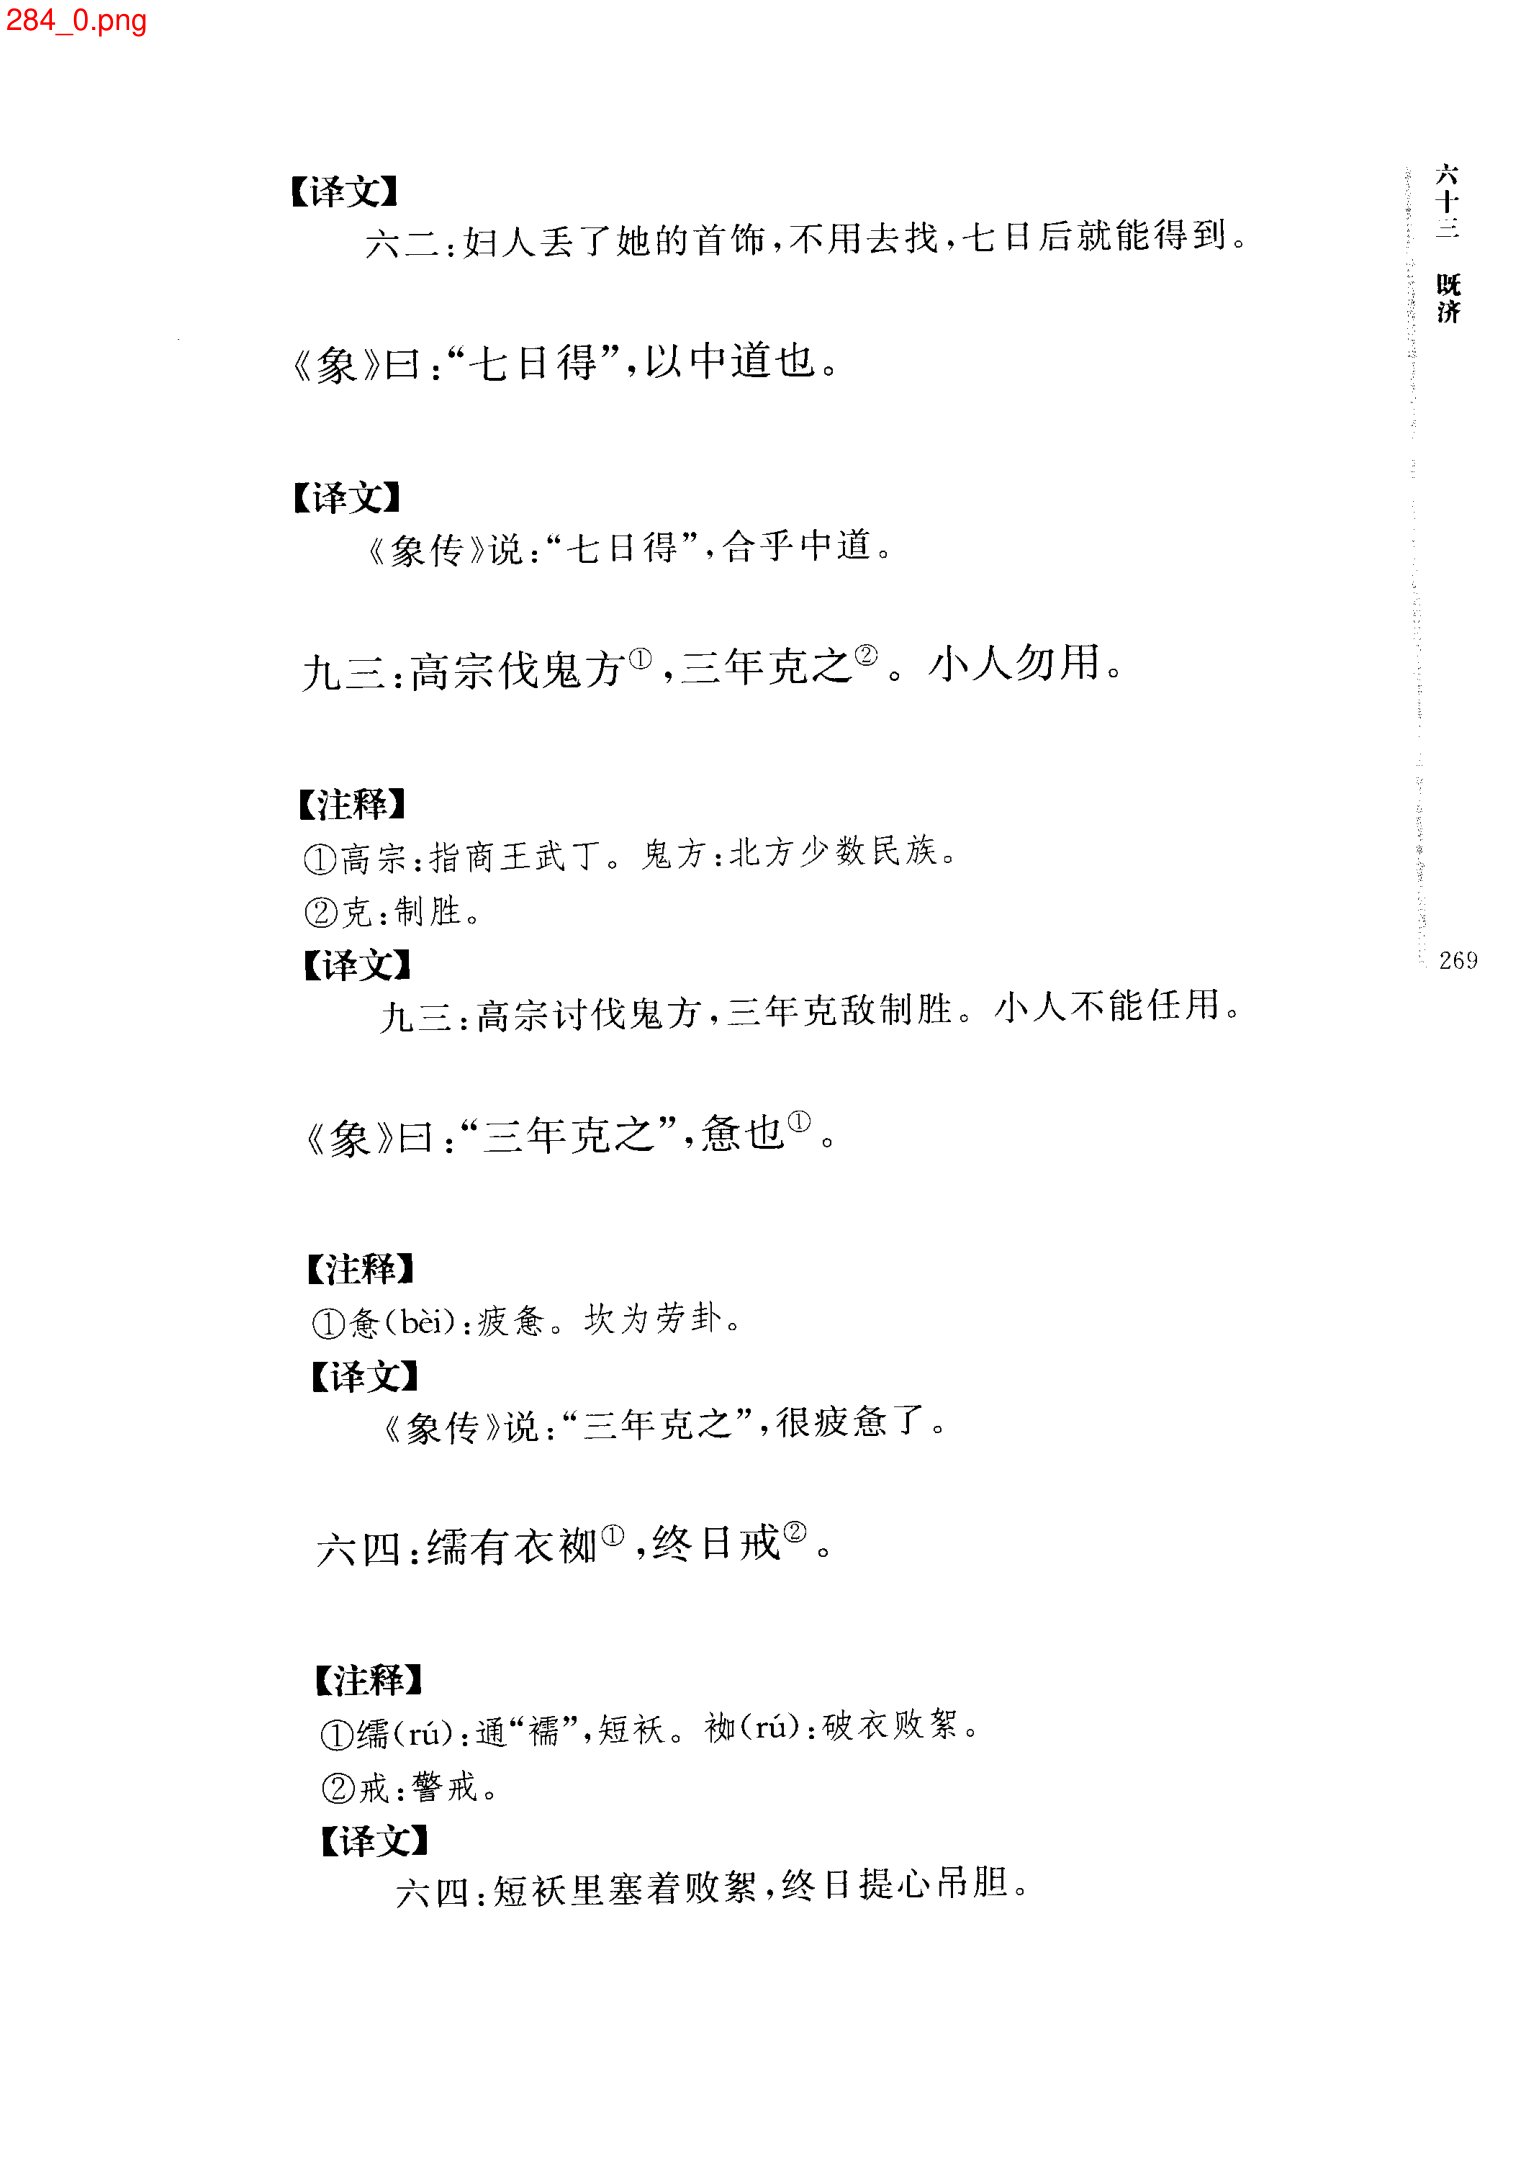 284_0.png
【译文】
六二：妇人丢了她的首饰，不用去找，七日后就能得到。
《象》曰：“七日得”，以中道也。
【译文】
《象传》说：“七日得”，合乎中道。
九三：高宗伐鬼方①，三年克之②。小人勿用。
【注释】
①高宗：指商王武丁。鬼方：北方少数民族。
②克：制胜。
【译文】
九三：高宗讨伐鬼方，三年克敌制胜。小人不能任用。
《象》曰：“三年克之”，惫也①。
【注释】
①惫(bèi)：疲惫。坎为劳卦。
【译文】
《象传》说：“三年克之”，很疲惫了。
六四：繻有衣袽①，终日戒②。
【注释】
①繻(rú)：通“襦”，短袄。袽(rú)：破衣败絮。
②戒：警戒。
【译文】
六四：短袄里塞着败絮，终日提心吊胆。
六十三 既济
269